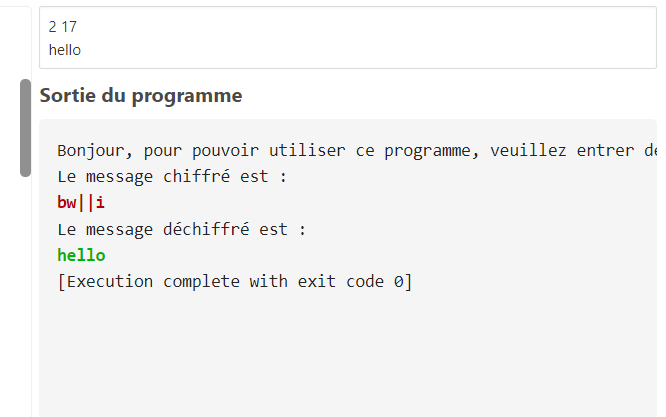 2 17
hello
Sortie du programme
Bonjour, pour pouvoir utiliser ce programme, veuillez entrer de
Le message chiffré est :
bw||i
Le message déchiffré est :
hello
[Execution complete with exit code 0]